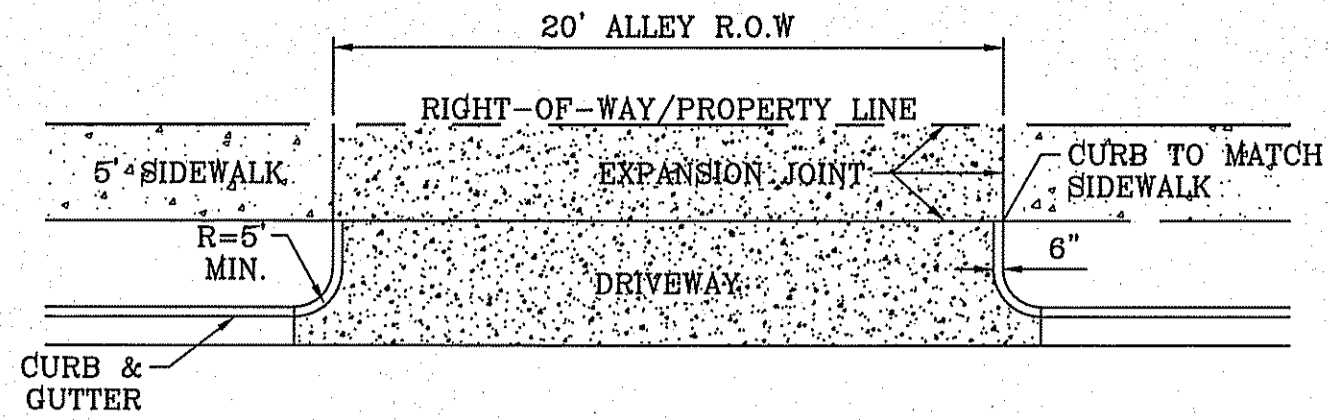 20' ALLEY R.O.W
RIGHT-OF-WAY/PROPERTY LINE
5' SIDEWALK
EXPANSION JOINT
CURB TO MATCH
SIDEWALK
R=5'
MIN.
6"
DRIVEWAY
CURB &
GUTTER